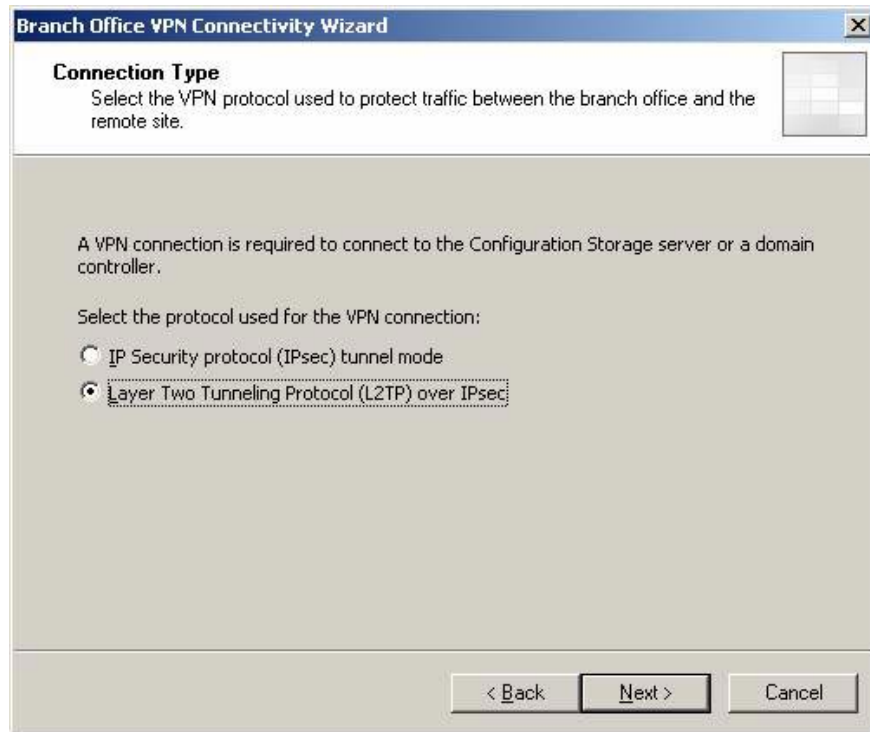 Branch Office VPN Connectivity Wizard
Connection Type
Select the VPN protocol used to protect traffic between the branch office and the
remote site.
A VPN connection is required to connect to the Configuration Storage server or a domain
controller.
Select the protocol used for the VPN connection:
IP Security protocol (IPsec) tunnel mode
Layer Two Tunneling Protocol (L2TP) over IPsec
< Back
Next >
Cancel